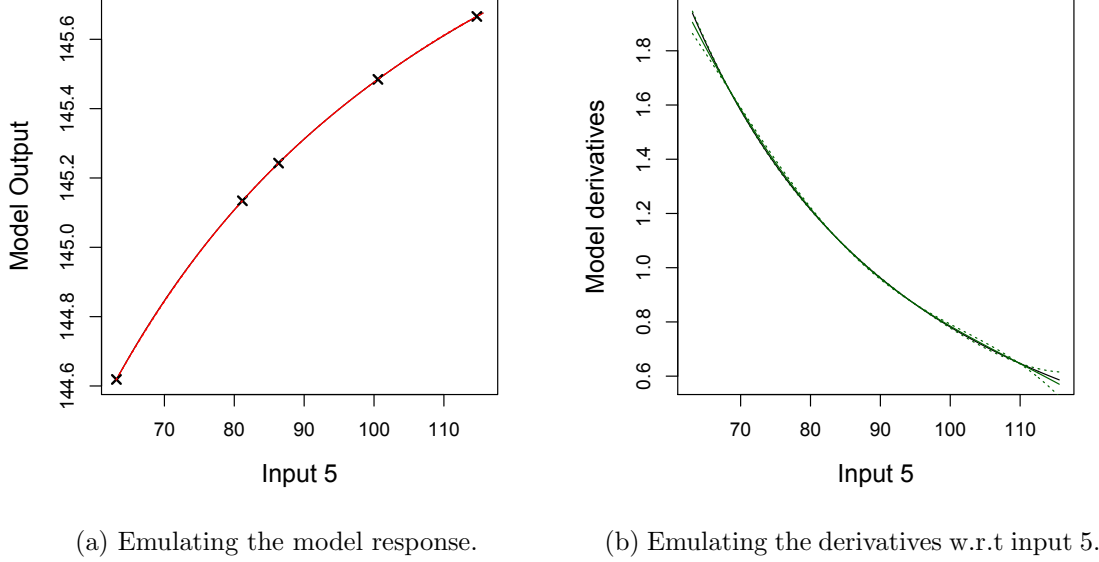 Model Output
145.6
145.4
145.2
145.0
144.8
144.6
70 80 90 100 110
Input 5
(a) Emulating the model response.
Model derivatives
1.8
1.6
1.4
1.2
1.0
0.8
0.6
70 80 90 100 110
Input 5
(b) Emulating the derivatives w.r.t input 5.